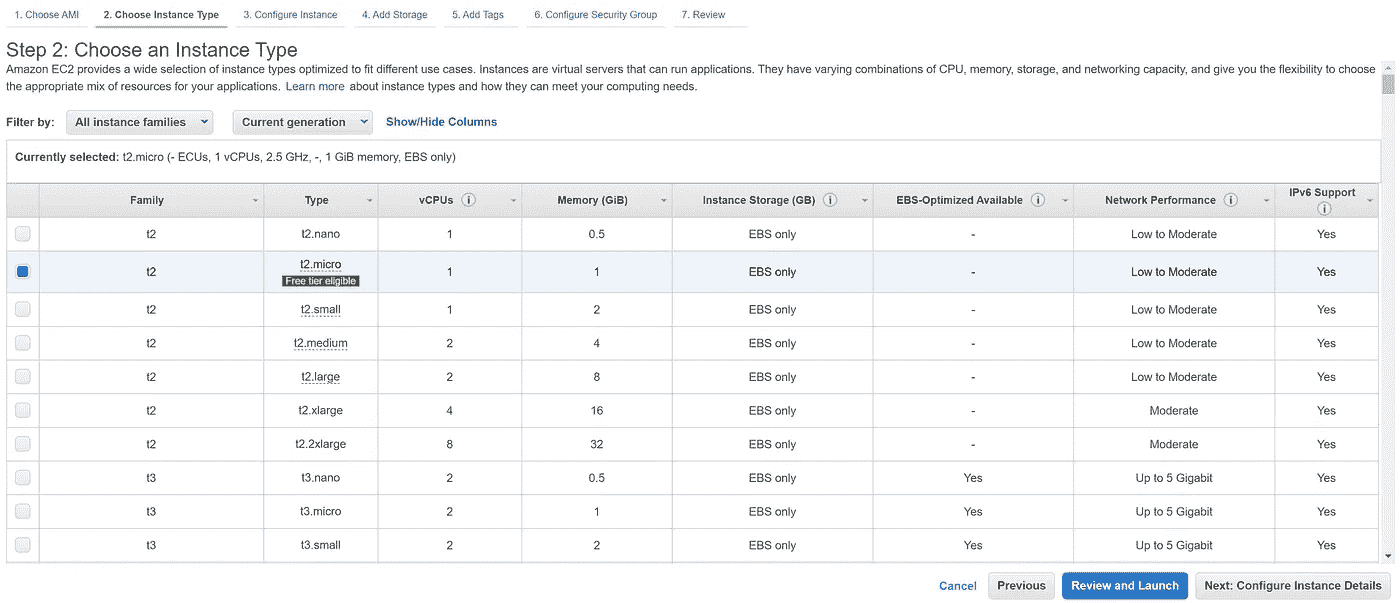 1. Choose AMI 2. Choose Instance Type 3. Configure Instance 4. Add Storage 5. Add Tags 6. Configure Security Group 7. Review
Step 2: Choose an Instance Type
Amazon EC2 provides a wide selection of instance types optimized to fit different use cases. Instances are virtual servers that can run applications. They have varying combinations of CPU, memory, storage, and networking capacity, and give you the flexibility to choose
the appropriate mix of resources for your applications. Learn more about instance types and how they can meet your computing needs.
Filter by: All instance families Current generation Show/Hide Columns
Currently selected: t2.micro (- ECUs, 1 vCPUs, 2.5 GHz, -, 1 GiB memory, EBS only)
Family Type vCPUs i Memory (GiB) Instance Storage (GB) i EBS-Optimized Available i Network Performance i IPv6 Support i
t2 t2.nano 1 0.5 EBS only - Low to Moderate Yes
t2 t2.micro 1 1 EBS only - Low to Moderate Yes
Free tier eligible
t2 t2.small 1 2 EBS only - Low to Moderate Yes
t2 t2.medium 2 4 EBS only - Low to Moderate Yes
t2 t2.large 2 8 EBS only - Low to Moderate Yes
t2 t2.xlarge 4 16 EBS only - Moderate Yes
t2 t2.2xlarge 8 32 EBS only - Moderate Yes
t3 t3.nano 2 0.5 EBS only Yes Up to 5 Gigabit Yes
t3 t3.micro 2 1 EBS only Yes Up to 5 Gigabit Yes
t3 t3.small 2 2 EBS only Yes Up to 5 Gigabit Yes
Cancel Previous Review and Launch Next: Configure Instance Details